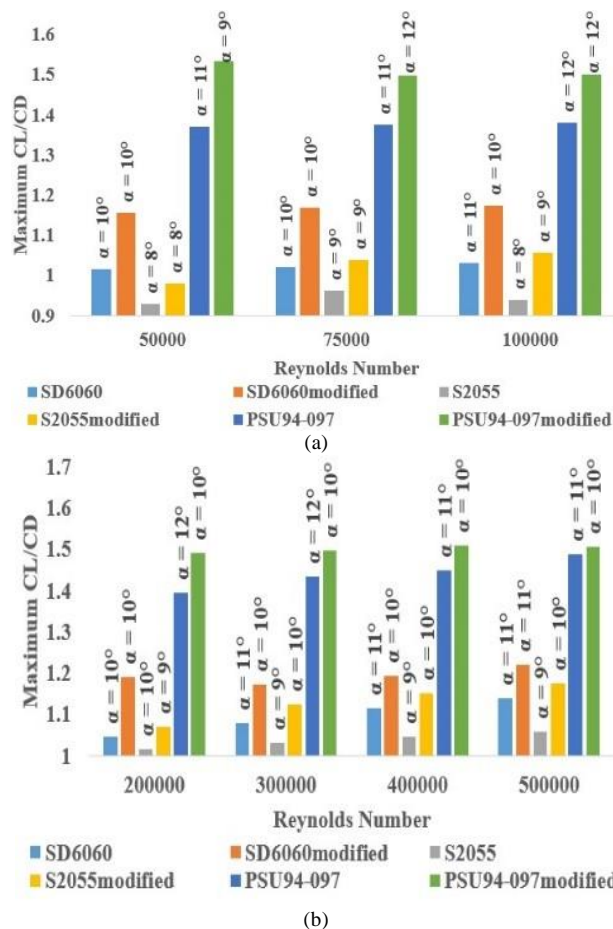 Maximum CL/CD
1.6
1.5
1.4
1.3
1.2
1.1
1
0.9
α = 10°
α = 10°
α = 8°
α = 8°
α = 11°
α = 9°
α = 10°
α = 10°
α = 9°
α = 9°
α = 11°
α = 12°
α = 11°
α = 10°
α = 8°
α = 9°
α = 12°
α = 12°
50000 75000 100000
Reynolds Number
SD6060 SD6060modified S2055
S2055modified PSU94-097 PSU94-097modified
(a)
Maximum CL/CD
1.7
1.6
1.5
1.4
1.3
1.2
1.1
1
α = 10°
α = 10°
α = 10°
α = 9°
α = 12°
α = 10°
α = 11°
α = 10°
α = 9°
α = 10°
α = 12°
α = 10°
α = 11°
α = 10°
α = 9°
α = 10°
α = 11°
α = 10°
α = 11°
α = 11°
α = 9°
α = 10°
α = 11°
α = 10°
200000 300000 400000 500000
Reynolds Number
SD6060 SD6060modified S2055
S2055modified PSU94-097 PSU94-097modified
(b)